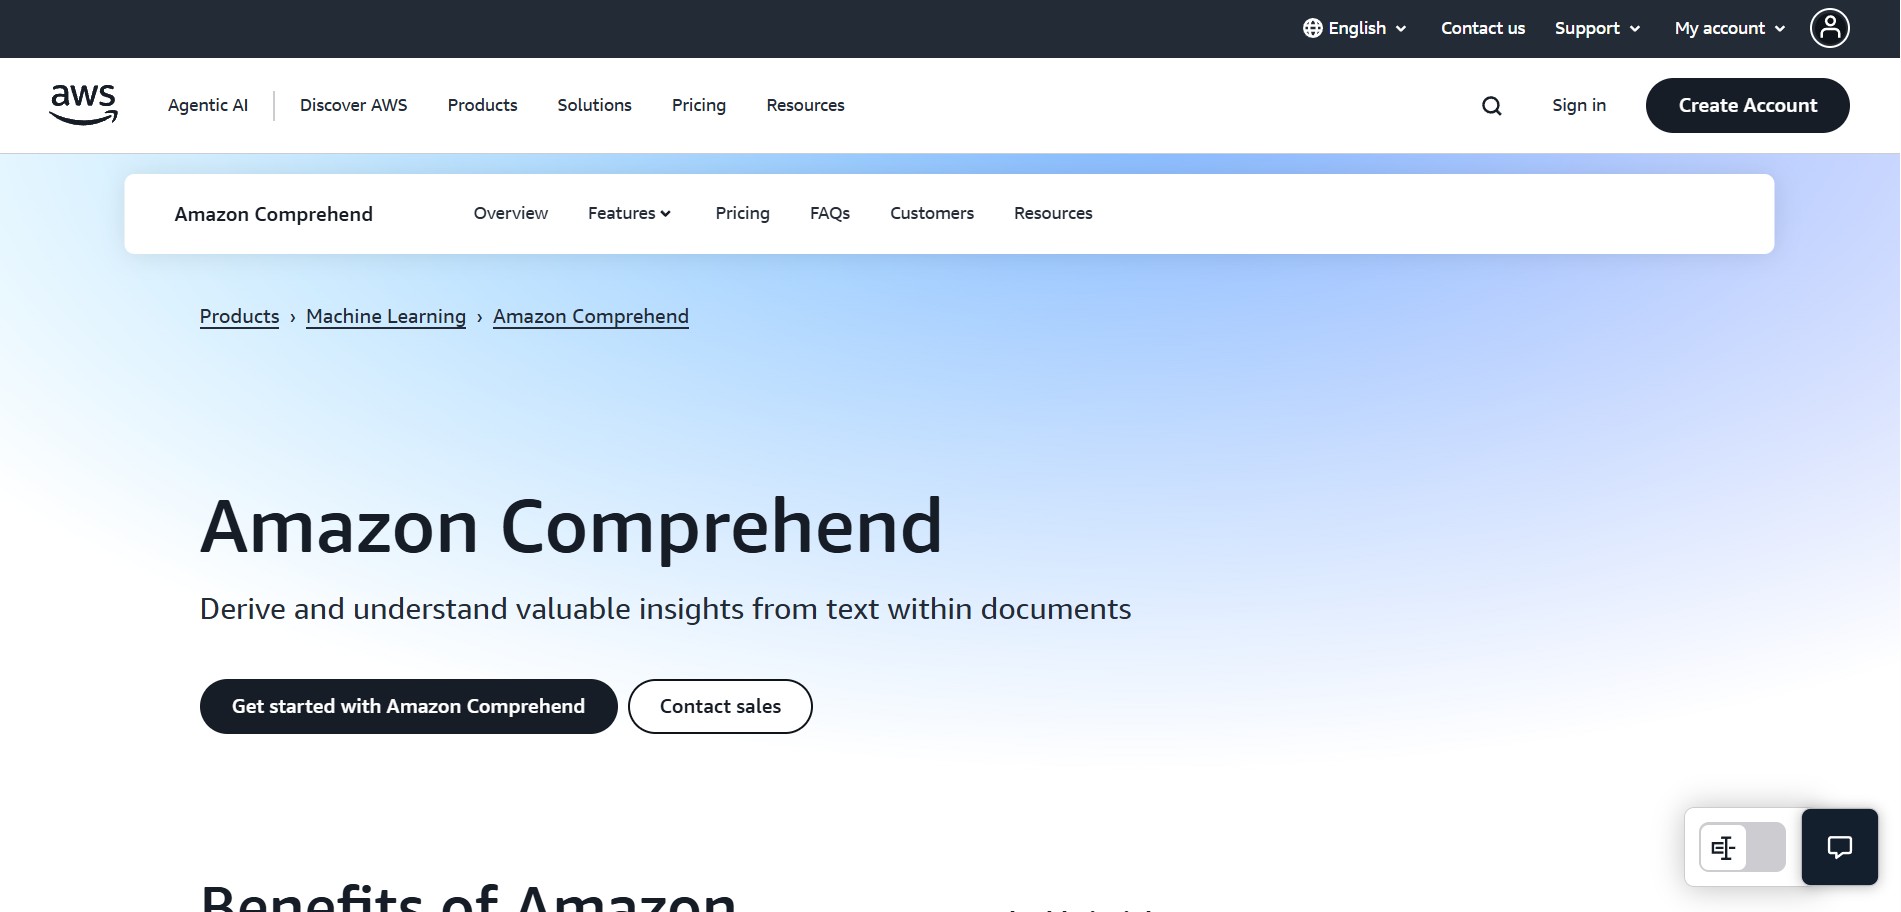 English Contact us Support My account
aws Agentic AI Discover AWS Products Solutions Pricing Resources Sign in Create Account
Amazon Comprehend Overview Features Pricing FAQs Customers Resources
Products › Machine Learning › Amazon Comprehend
Amazon Comprehend
Derive and understand valuable insights from text within documents
Get started with Amazon Comprehend Contact sales
Benefits of Amazon